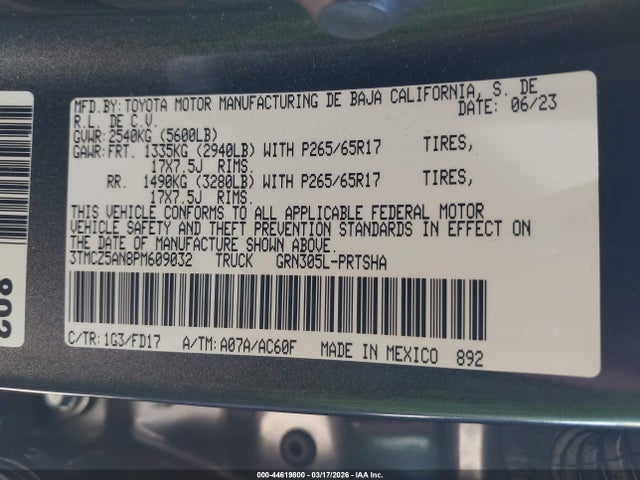 MFD.BY:TOYOTA MOTOR MANUFACTURING DE BAJA CALIFORNIA, S. DE
R.L. DE C.V. DATE: 06/23
GVWR:2540KG (5600LB)
GAWR:FRT. 1335KG (2940LB) WITH P265/65R17 TIRES,
17X7.5J RIMS.
RR. 1490KG (3280LB) WITH P265/65R17 TIRES,
17X7.5J RIMS.
THIS VEHICLE CONFORMS TO ALL APPLICABLE FEDERAL MOTOR
VEHICLE SAFETY AND THEFT PREVENTION STANDARDS IN EFFECT ON
THE DATE OF MANUFACTURE SHOWN ABOVE.
3TMCZ5AN8PM609032 TRUCK GRN305L-PRTSHA
C/TR:1G3/FD17 A/TM:A07A/AC60F MADE IN MEXICO 892
892
000-44619800 - 03/17/2026 - IAA Inc.